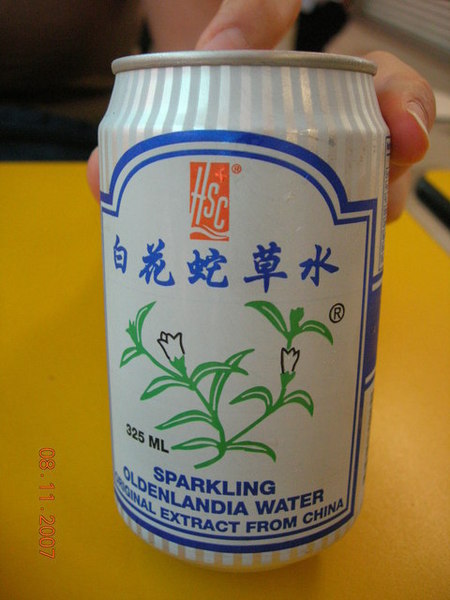 HSC ®
白花蛇草水
®
325 ML
SPARKLING
OLDENLANDIA WATER
ORIGINAL EXTRACT FROM CHINA
08.11.2007